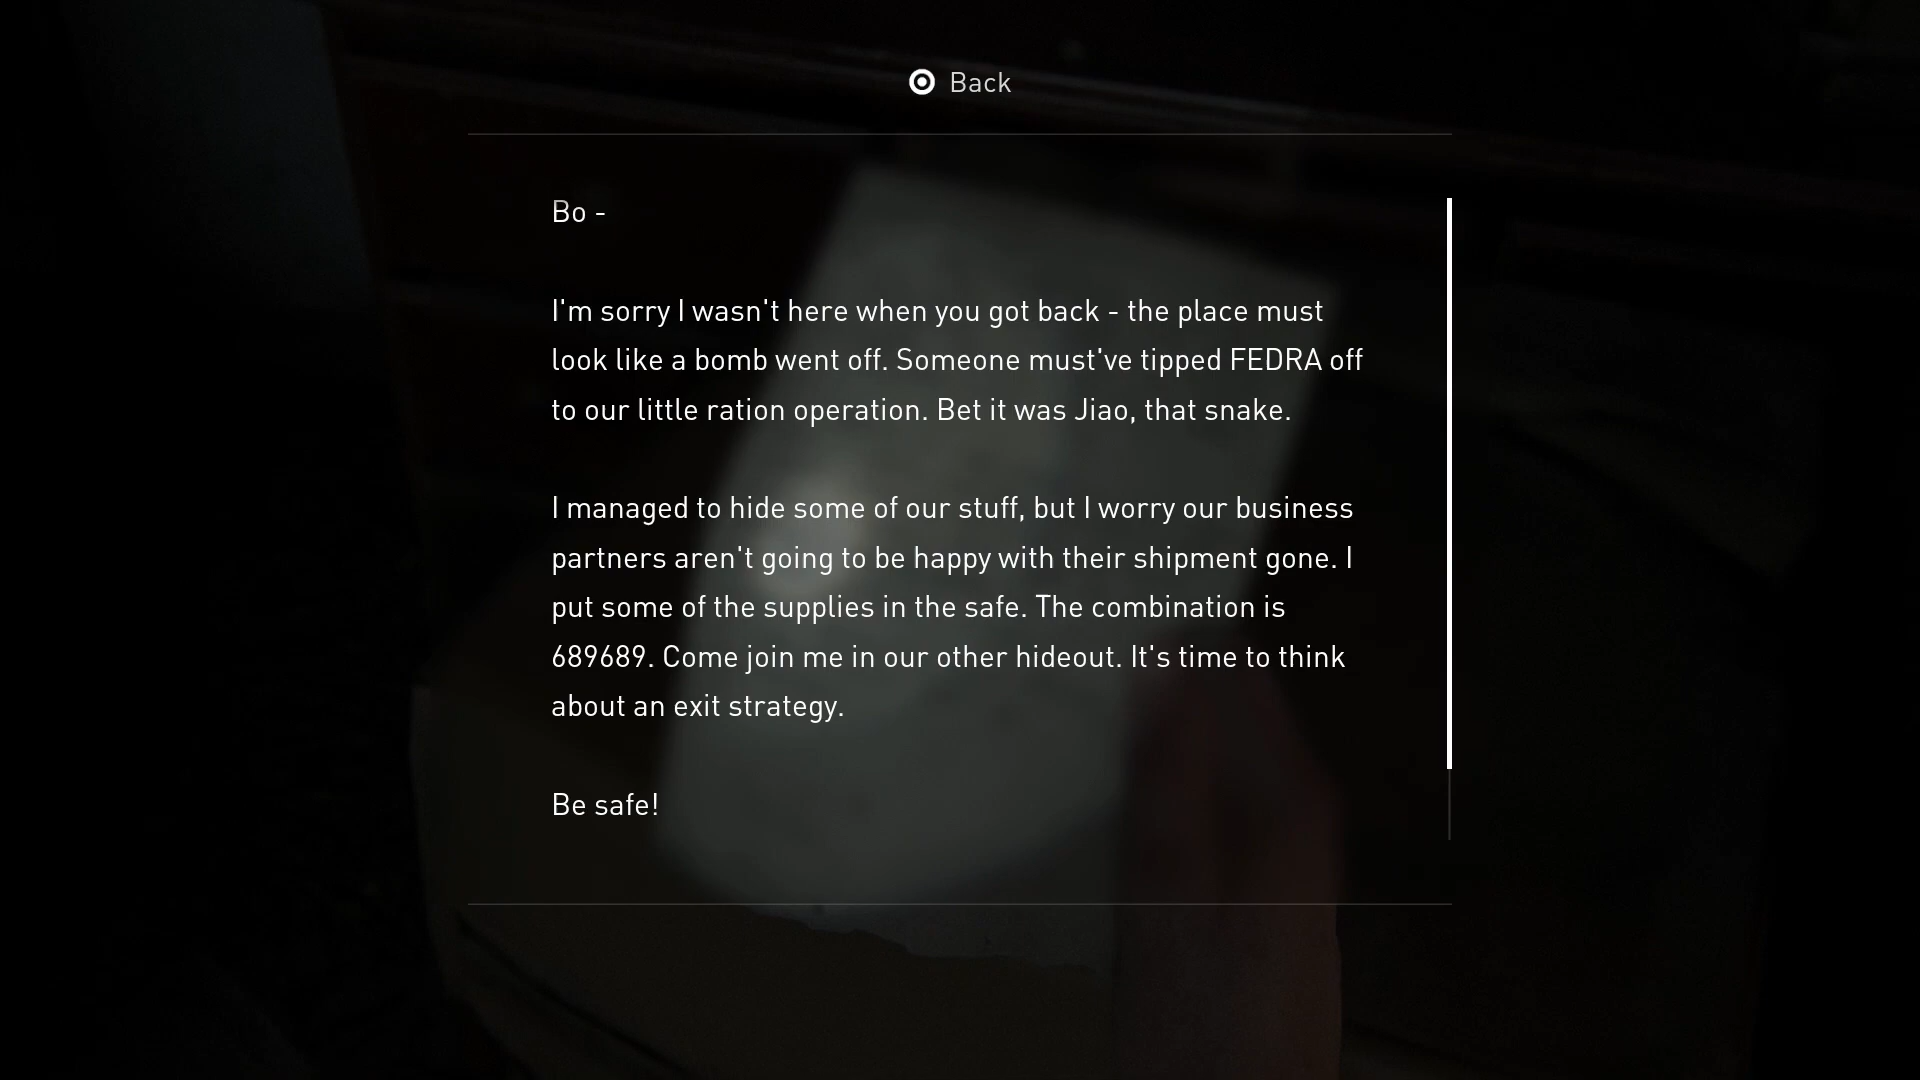 Back
Bo -
I'm sorry I wasn't here when you got back - the place must
look like a bomb went off. Someone must've tipped FEDRA off
to our little ration operation. Bet it was Jiao, that snake.
I managed to hide some of our stuff, but I worry our business
partners aren't going to be happy with their shipment gone. I
put some of the supplies in the safe. The combination is
689689. Come join me in our other hideout. It's time to think
about an exit strategy.
Be safe!